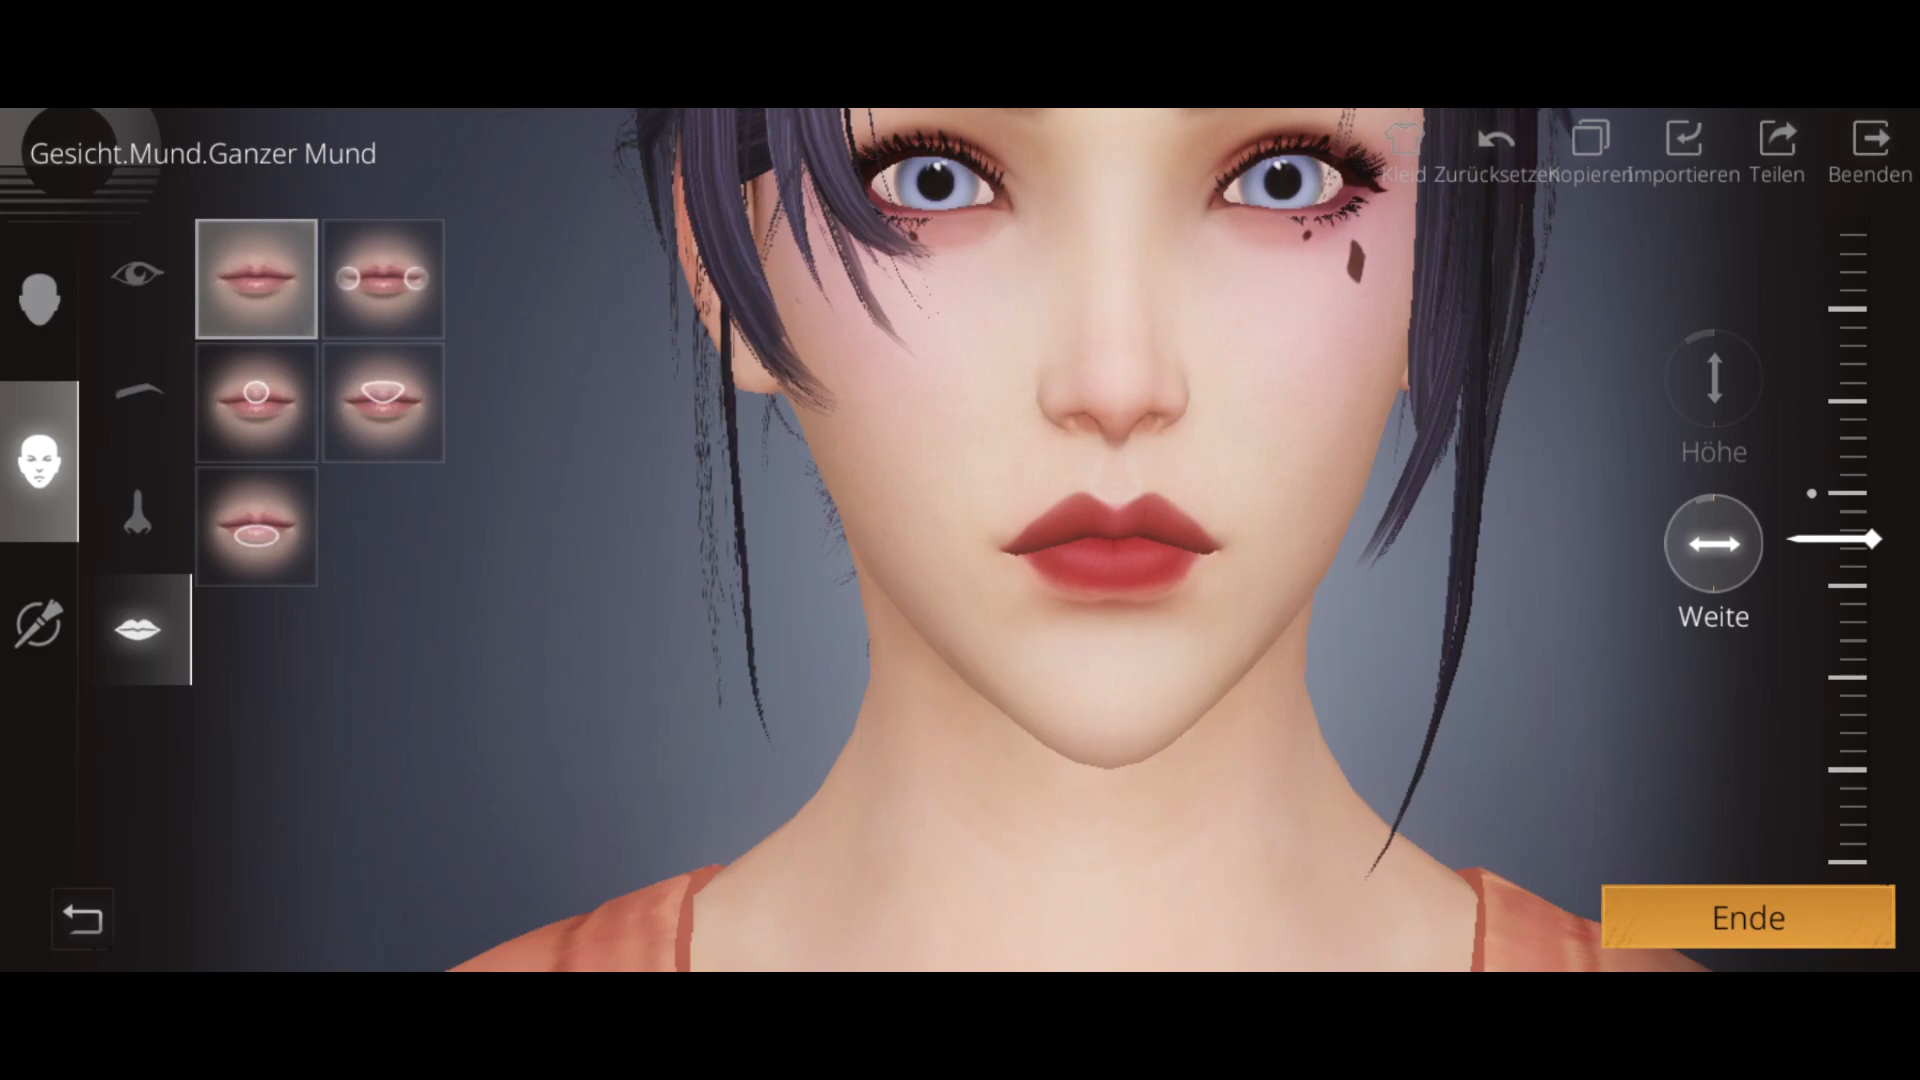 Gesicht.Mund.Ganzer Mund
Kleid Zurücksetzen Kopieren Importieren Teilen Beenden
Höhe
Weite
Ende